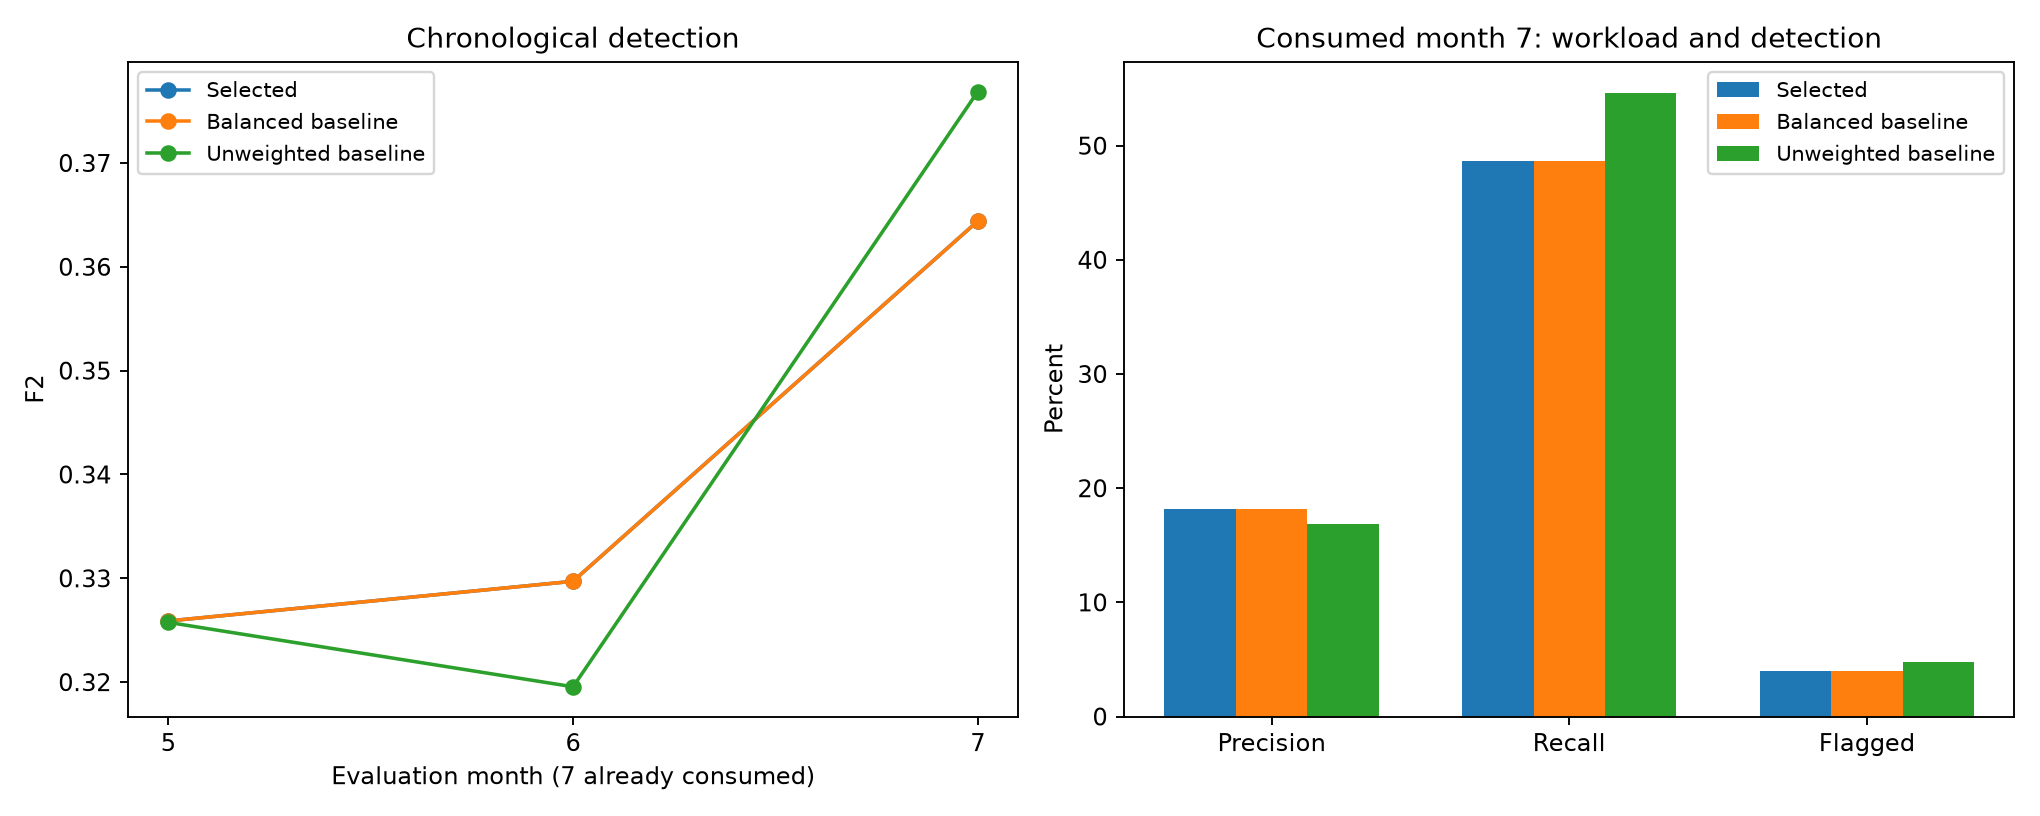 Chronological detection
Selected
Balanced baseline
Unweighted baseline
F2
0.37
0.36
0.35
0.34
0.33
0.32
5
6
7
Evaluation month (7 already consumed)
Consumed month 7: workload and detection
Selected
Balanced baseline
Unweighted baseline
Percent
50
40
30
20
10
0
Precision
Recall
Flagged